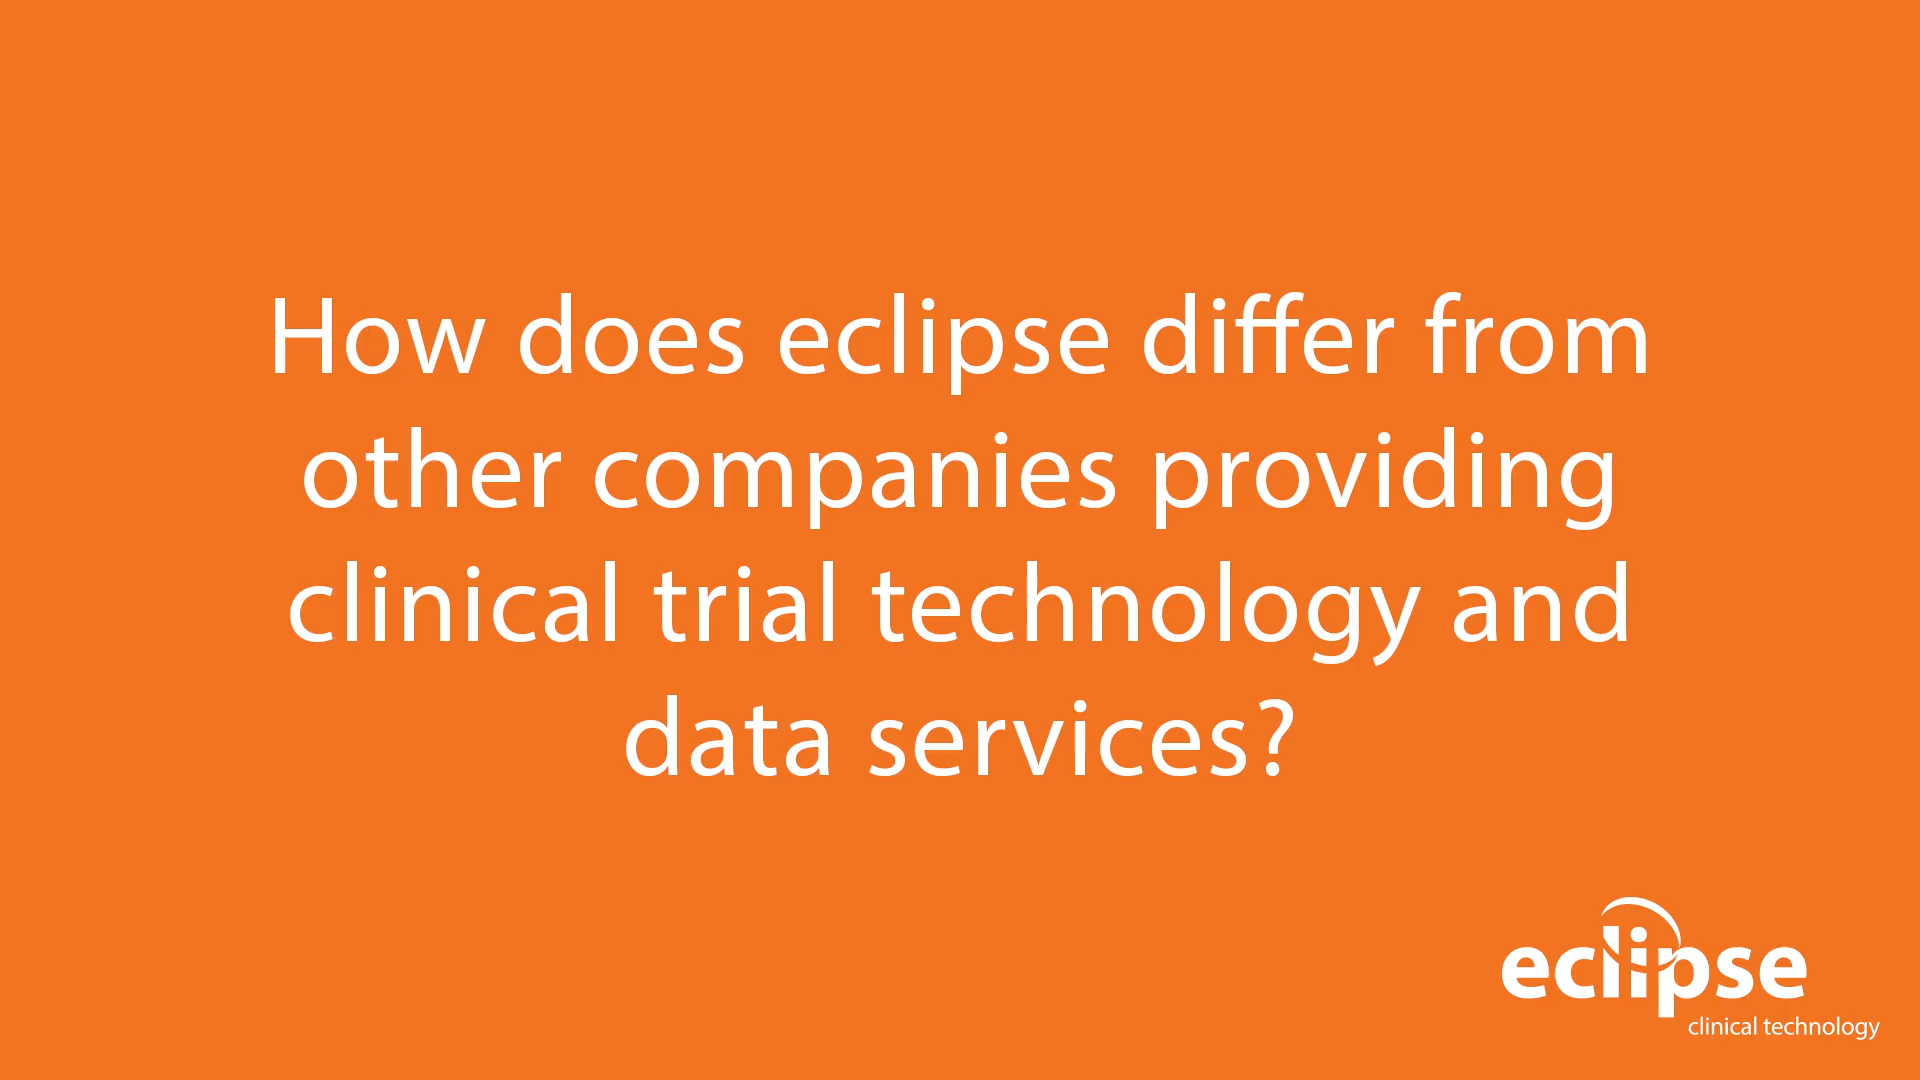 How does eclipse differ from
other companies providing
clinical trial technology and
data services?
eclipse
clinical technology